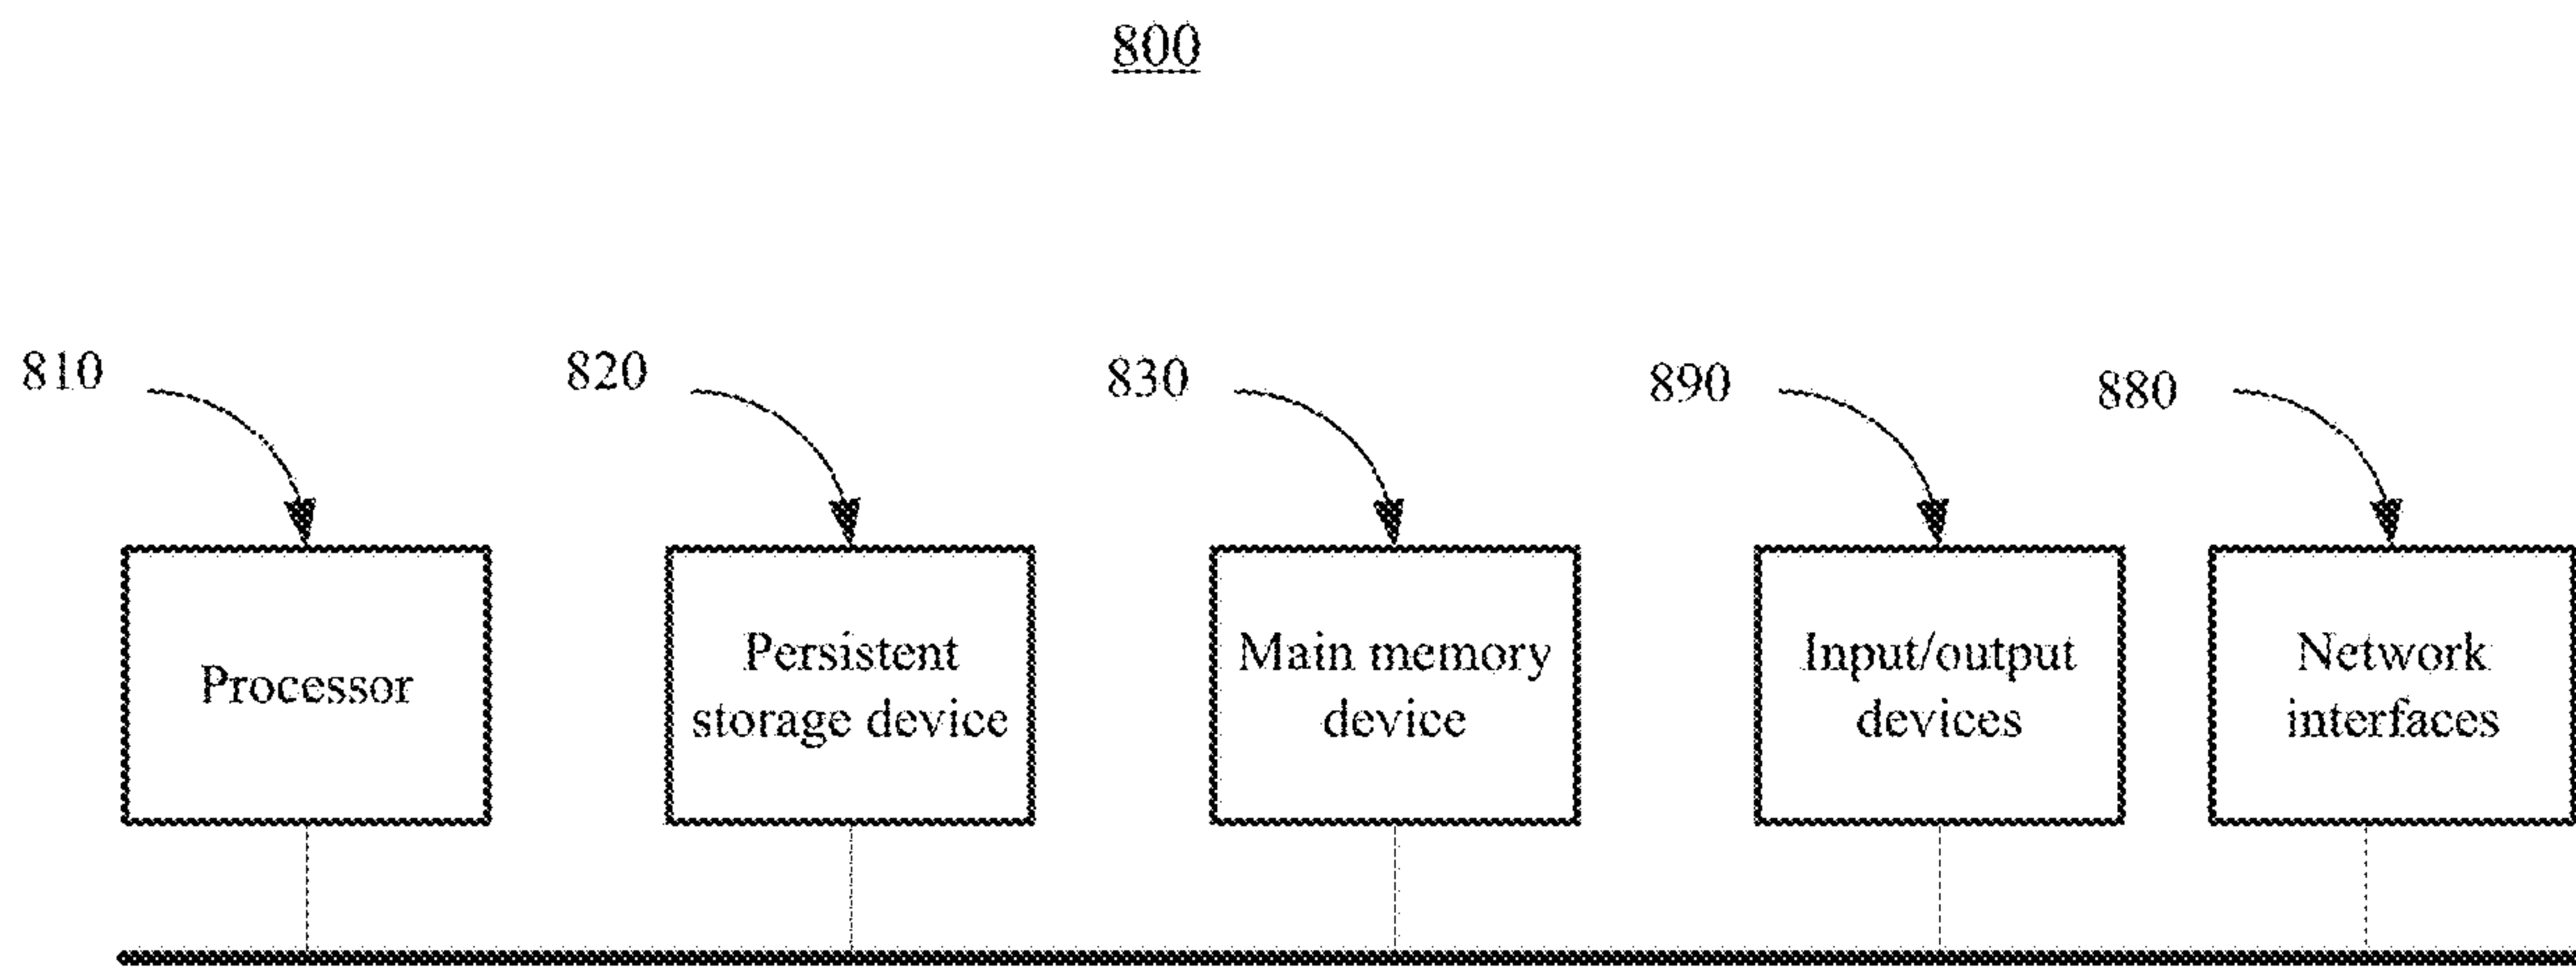 800
810
820
830
890
880
Processor
Persistent
storage device
Main memory
device
Input/output
devices
Network
interfaces